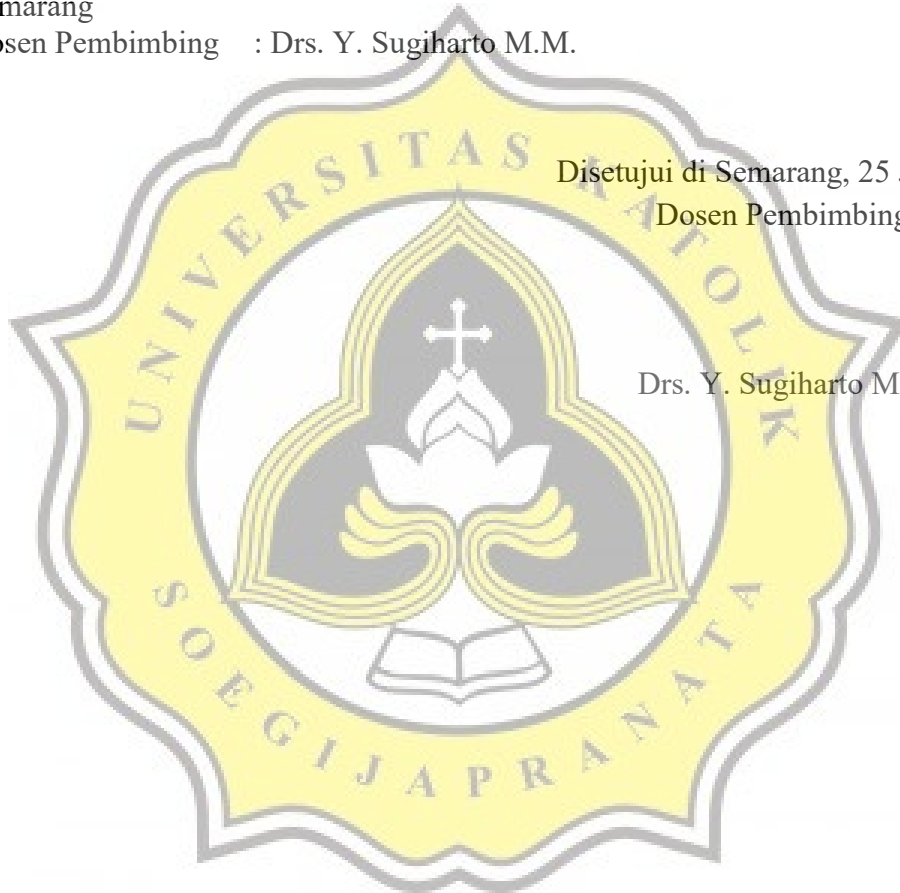 marang
osen Pembimbing : Drs. Y. Sugiharto M.M.
Disetujui di Semarang, 25
Dosen Pembimbing
Drs. Y. Sugiharto M
UNIVERSITAS KATOLIK
SOEGIJAPRANATA